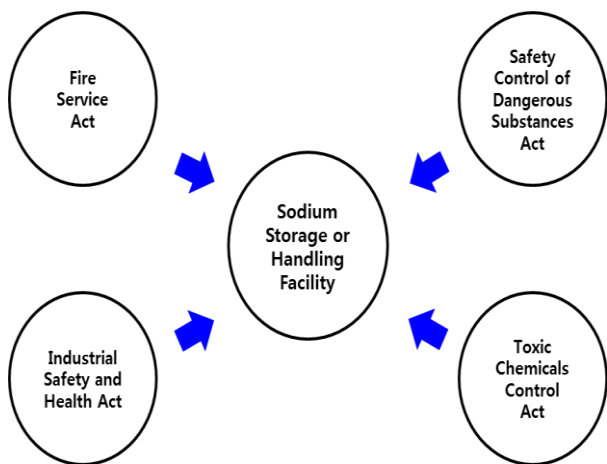 Fire
Service
Act
Safety
Control of
Dangerous
Substances
Act
Sodium
Storage or
Handling
Facility
Industrial
Safety and
Health Act
Toxic
Chemicals
Control
Act